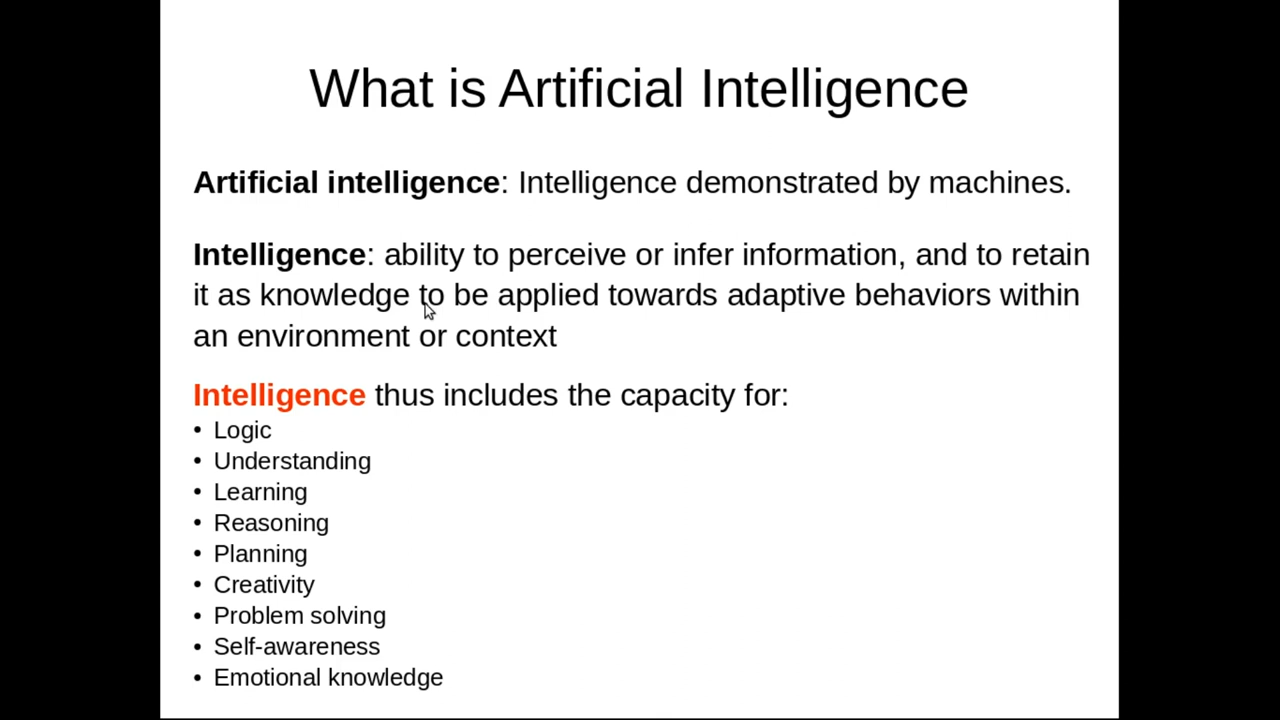 What is Artificial Intelligence
Artificial intelligence: Intelligence demonstrated by machines.
Intelligence: ability to perceive or infer information, and to retain
it as knowledge to be applied towards adaptive behaviors within
an environment or context
Intelligence thus includes the capacity for:
• Logic
• Understanding
• Learning
• Reasoning
• Planning
• Creativity
• Problem solving
• Self-awareness
• Emotional knowledge